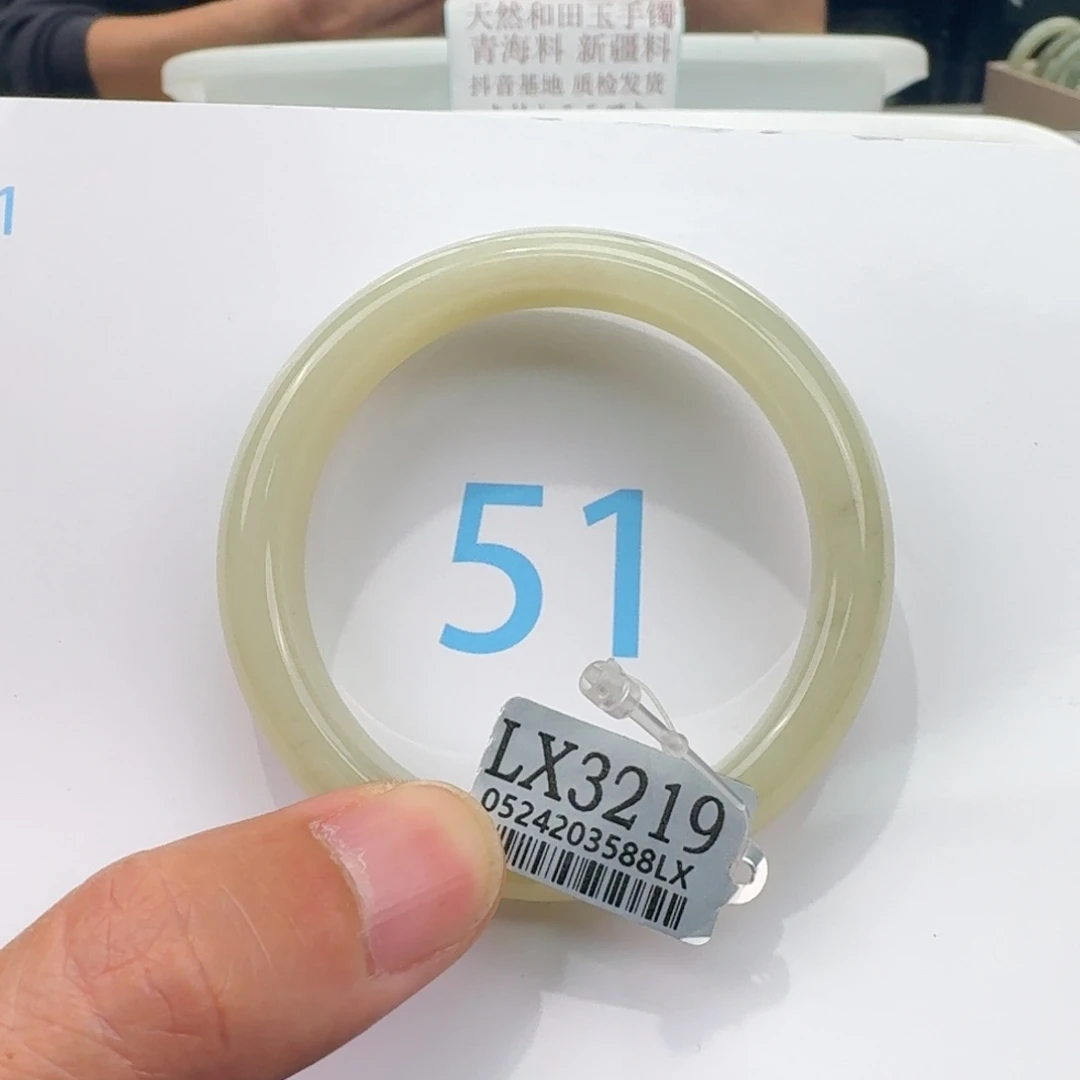 天然和田玉手镯
青海料 新疆料
抖音基地 质检发货
1
51
LX3219
0524203588LX